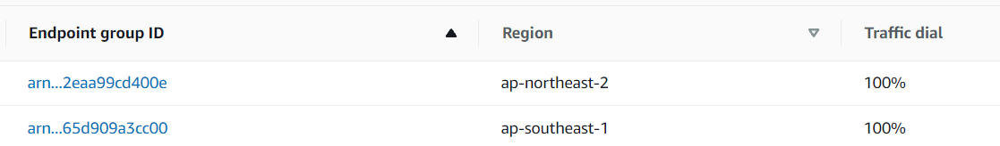 Endpoint group ID Region Traffic dial
arn...2eaa99cd400e ap-northeast-2 100%
arn...65d909a3cc00 ap-southeast-1 100%